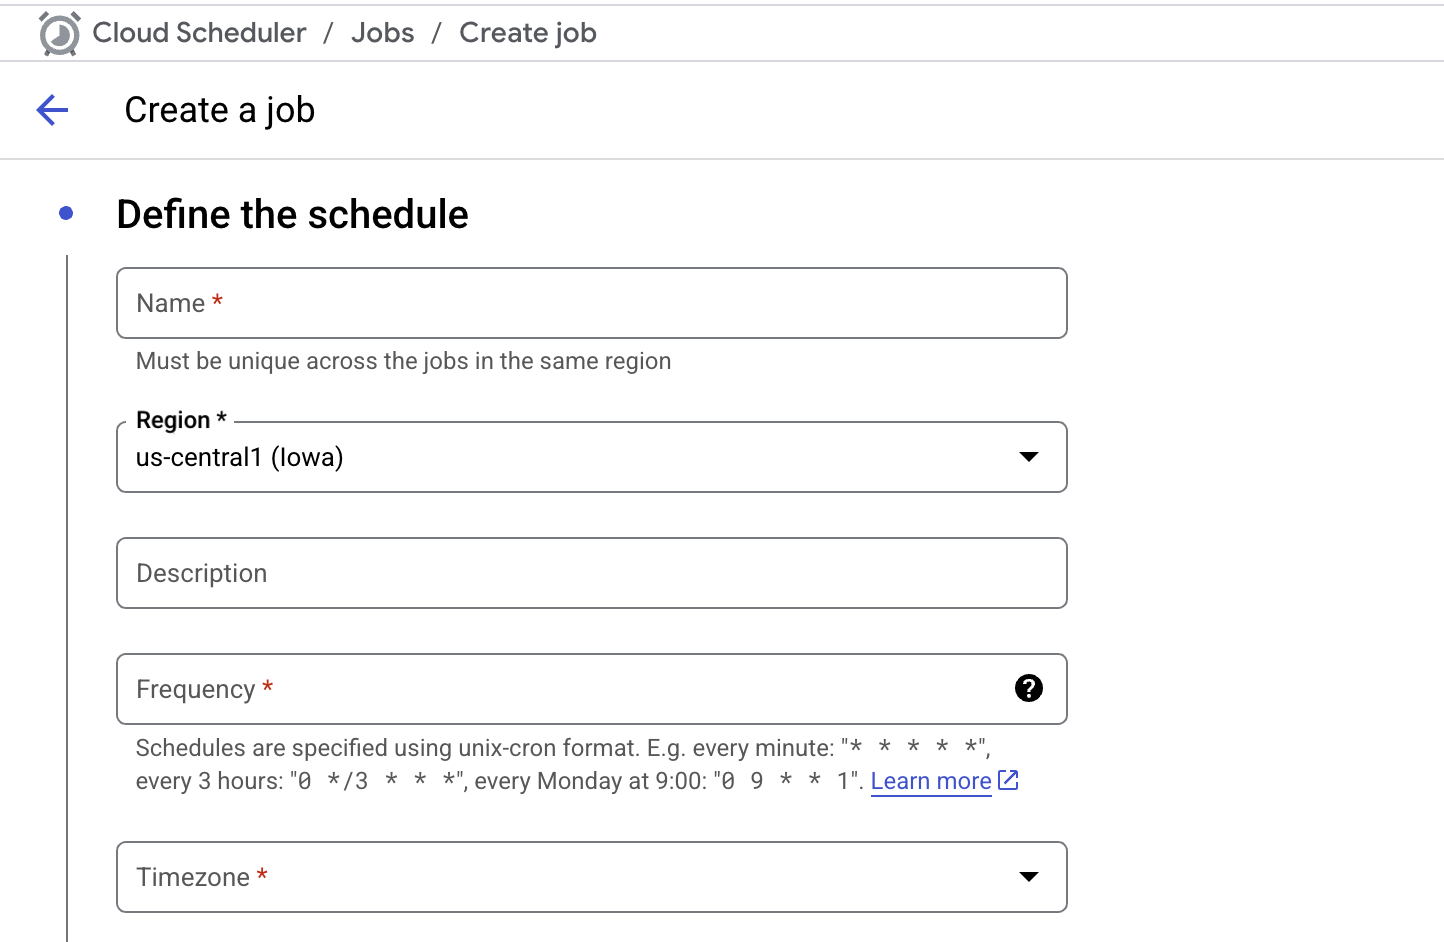 Cloud Scheduler / Jobs / Create job
Create a job
Define the schedule
Name *
Must be unique across the jobs in the same region
Region *
us-central1 (Iowa)
Description
Frequency *
Schedules are specified using unix-cron format. E.g. every minute: "* * * * *",
every 3 hours: "0 */3 * * *", every Monday at 9:00: "0 9 * * 1". Learn more
Timezone *